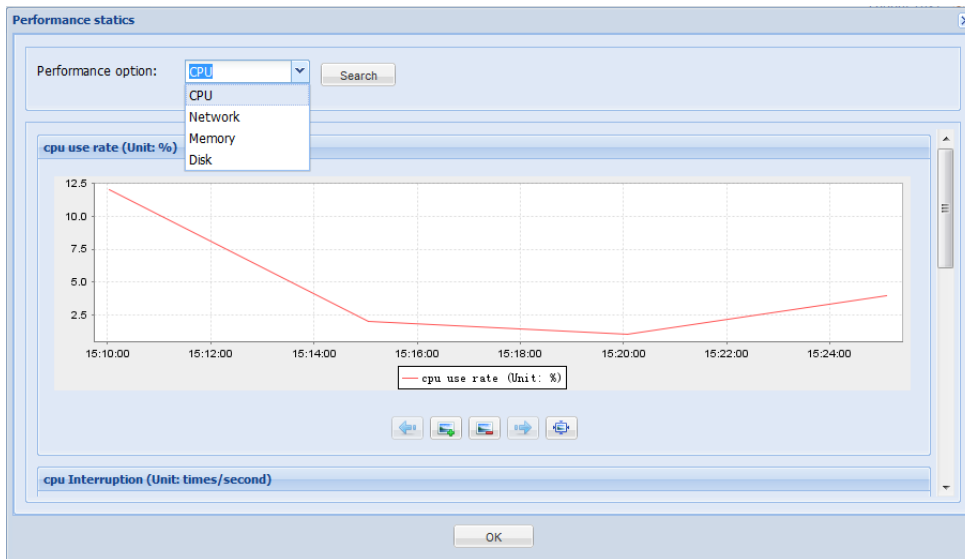 Performance statics
Performance option: CPU Search
CPU
Network
Memory
Disk
cpu use rate (Unit: %)
12.5
10.0
7.5
5.0
2.5
15:10:00 15:12:00 15:14:00 15:16:00 15:18:00 15:20:00 15:22:00 15:24:00
cpu use rate (Unit: %)
cpu Interruption (Unit: times/second)
OK